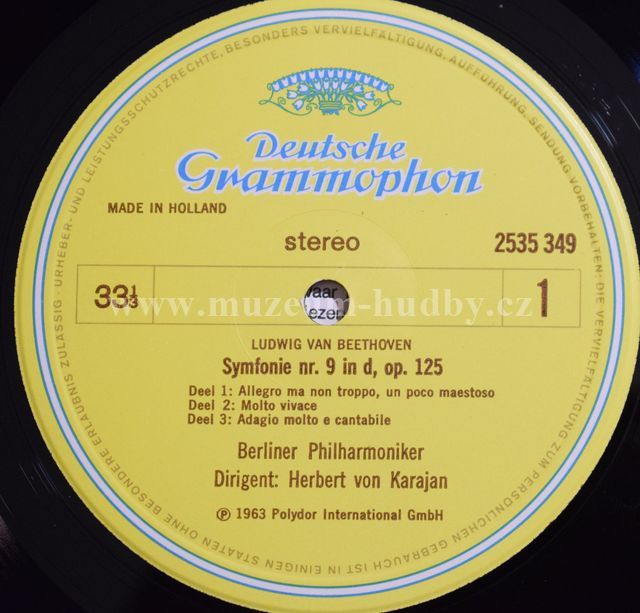 URHEBER- UND LEISTUNGSSCHUTZRECHTE, BESONDERS VERVIELFÄLTIGUNG, AUFFÜHRUNG, SENDUNG VORBEHALTEN: DIE VERVIELFÄLTIGUNG ZUM PERSÖNLICHEN GEBRAUCH IST IN EINIGEN STAATEN OHNE BESONDERE ERLAUBNIS ZULÄSSIG -
Deutsche
Grammophon
MADE IN HOLLAND
stereo 2535 349
33⅓ 1
www.muzeum-hudby.cz
LUDWIG VAN BEETHOVEN
Symfonie nr. 9 in d, op. 125
Deel 1: Allegro ma non troppo, un poco maestoso
Deel 2: Molto vivace
Deel 3: Adagio molto e cantabile
Berliner Philharmoniker
Dirigent: Herbert von Karajan
℗ 1963 Polydor International GmbH